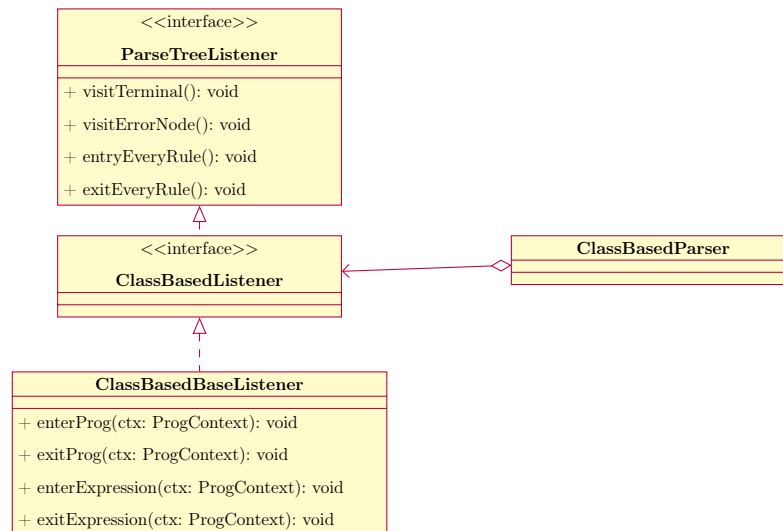 <<interface>>
ParseTreeListener
+ visitTerminal(): void
+ visitErrorNode(): void
+ entryEveryRule(): void
+ exitEveryRule(): void
<<interface>>
ClassBasedListener
ClassBasedParser
ClassBasedBaseListener
+ enterProg(ctx: ProgContext): void
+ exitProg(ctx: ProgContext): void
+ enterExpression(ctx: ProgContext): void
+ exitExpression(ctx: ProgContext): void